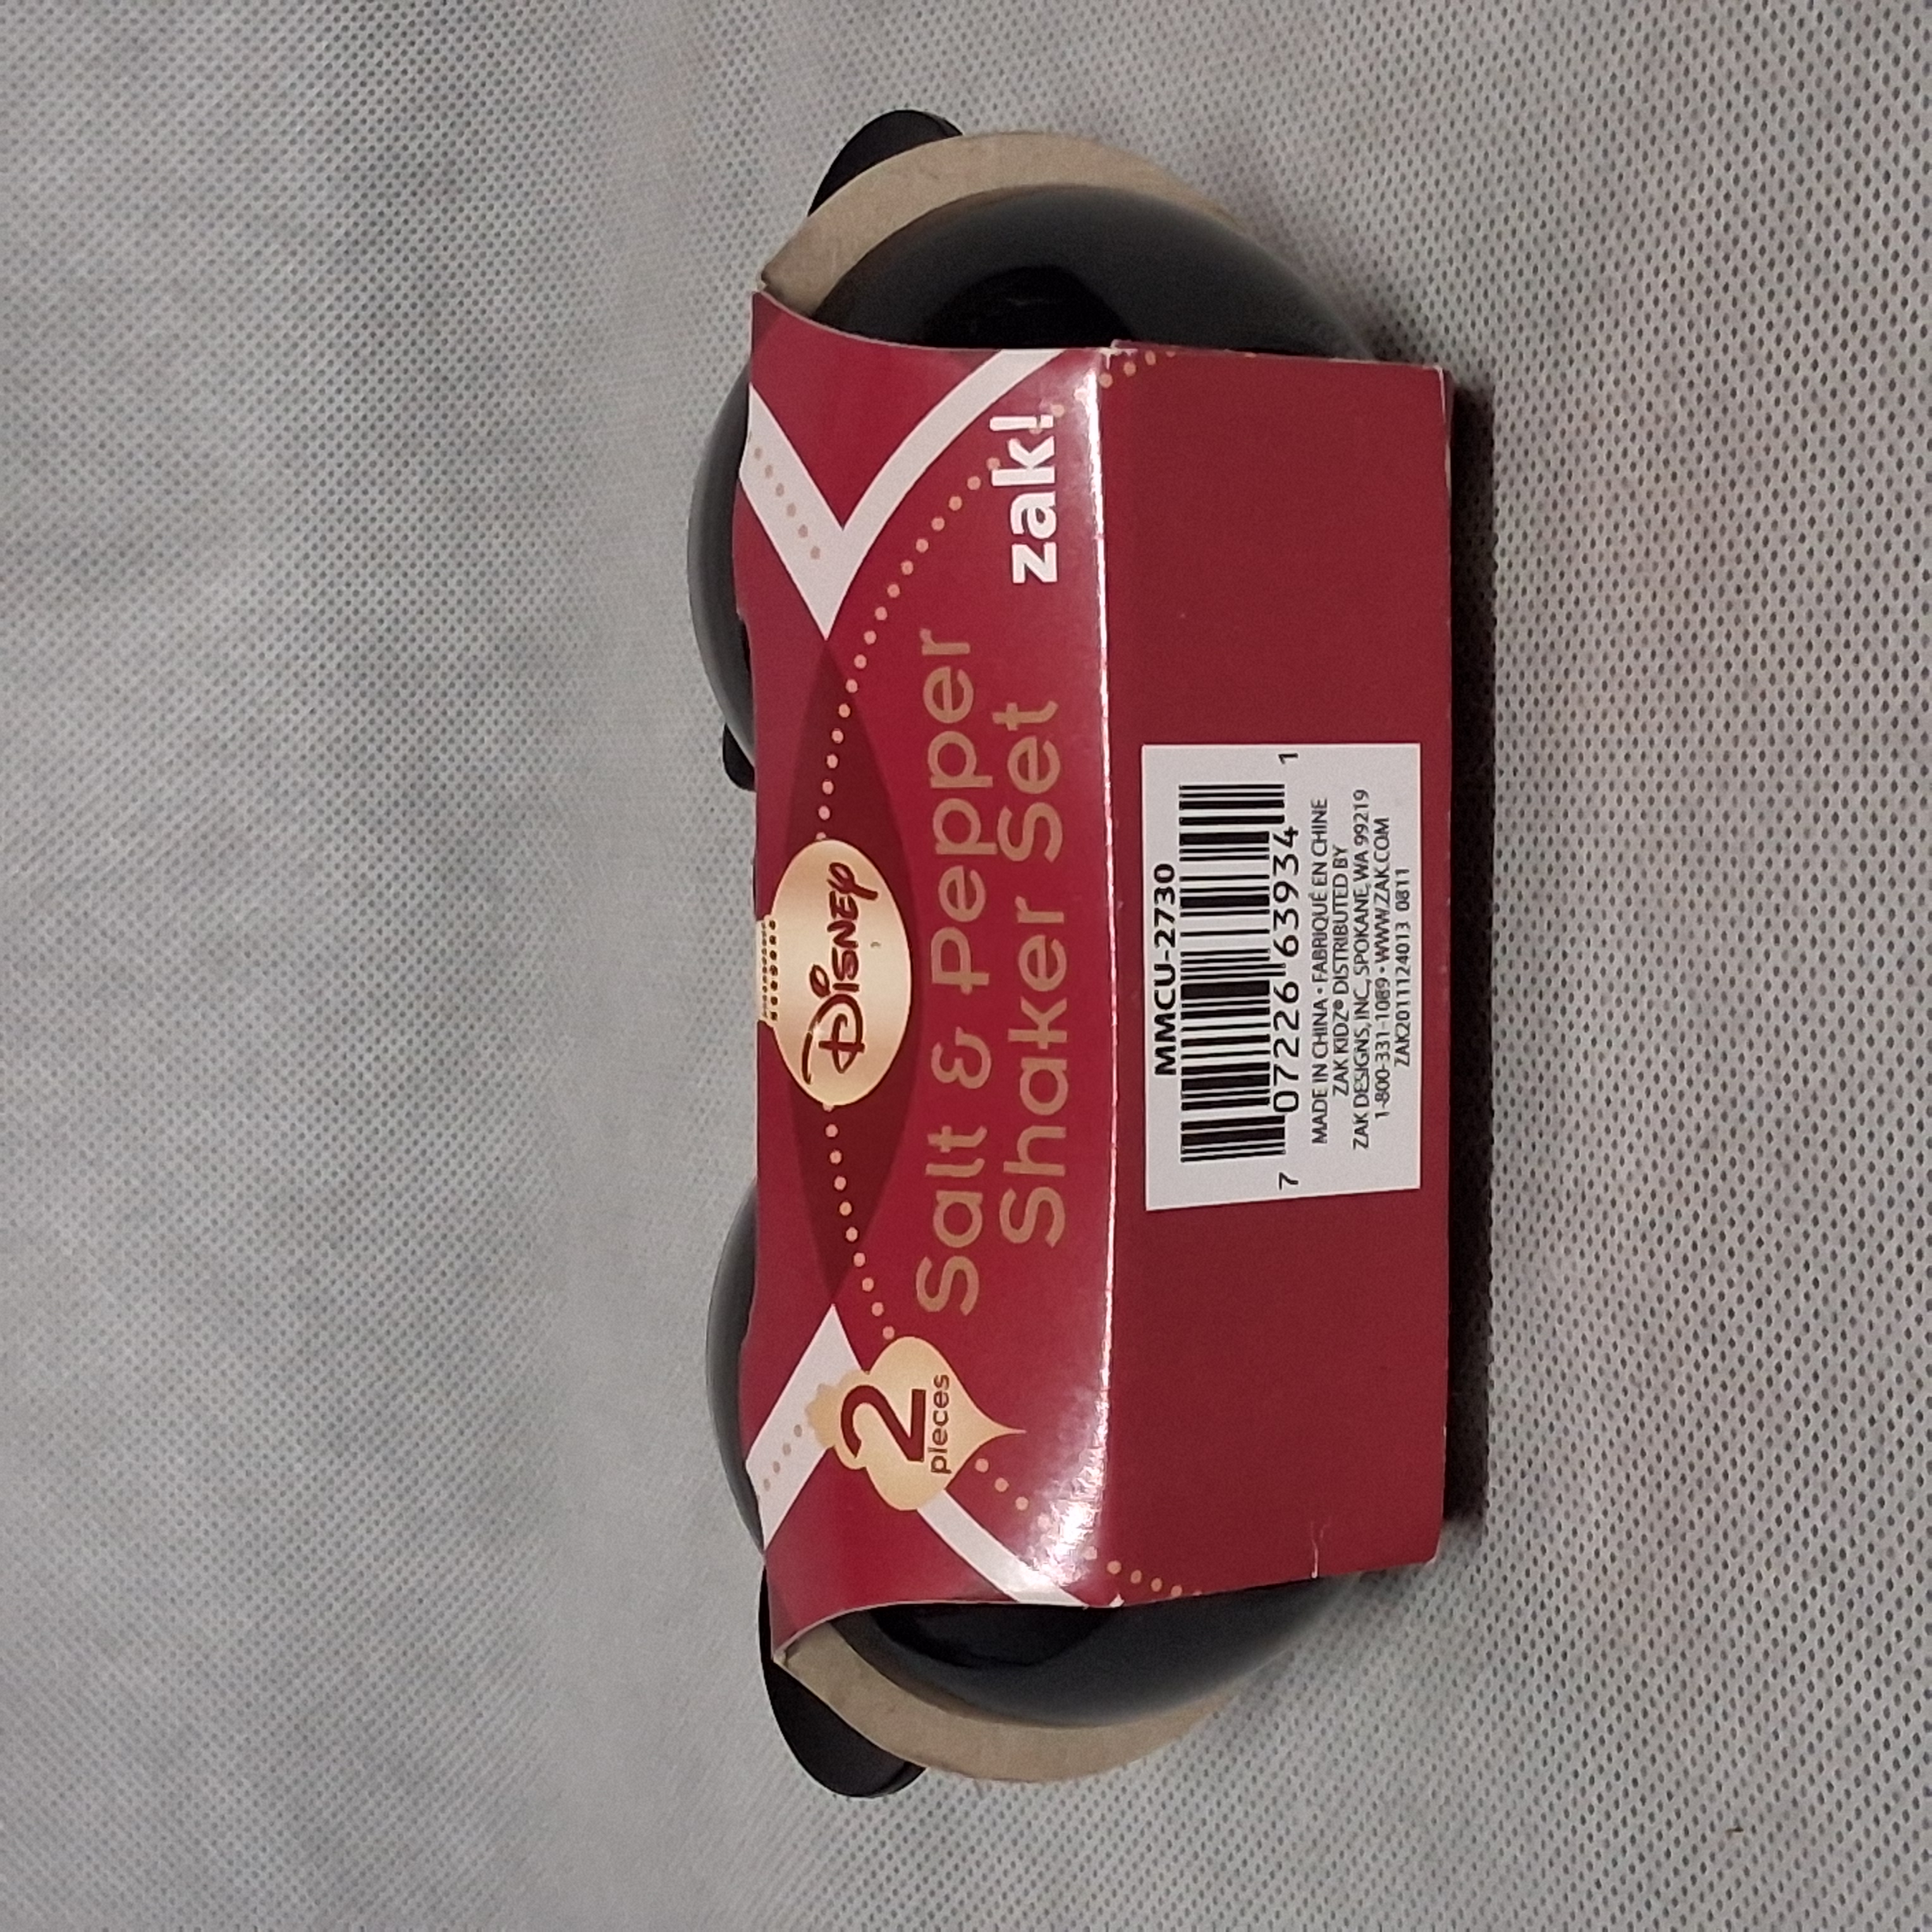 Disney
2
pieces
Salt & Pepper
Shaker Set
zak!
MMCU-2730
7 07226 63934 1
MADE IN CHINA • FABRIQUÉ EN CHINE
ZAK KIDZ® DISTRIBUTED BY
ZAK DESIGNS, INC., SPOKANE, WA 99219
1-800-331-1089 • WWW.ZAK.COM
ZAK2011124013 0811